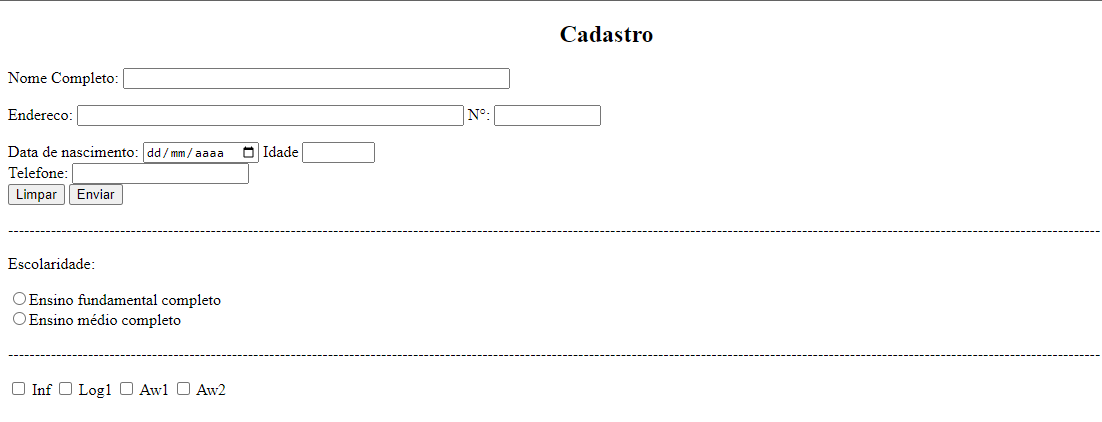 Cadastro
Nome Completo:
Endereco: N°:
Data de nascimento: dd/mm/aaaa Idade
Telefone:
Limpar Enviar
--------------------------------------------------------------------------------------------------------------------------------------------------------------------------------------------------------------------------
Escolaridade:
Ensino fundamental completo
Ensino médio completo
--------------------------------------------------------------------------------------------------------------------------------------------------------------------------------------------------------------------------
Inf Log1 Aw1 Aw2